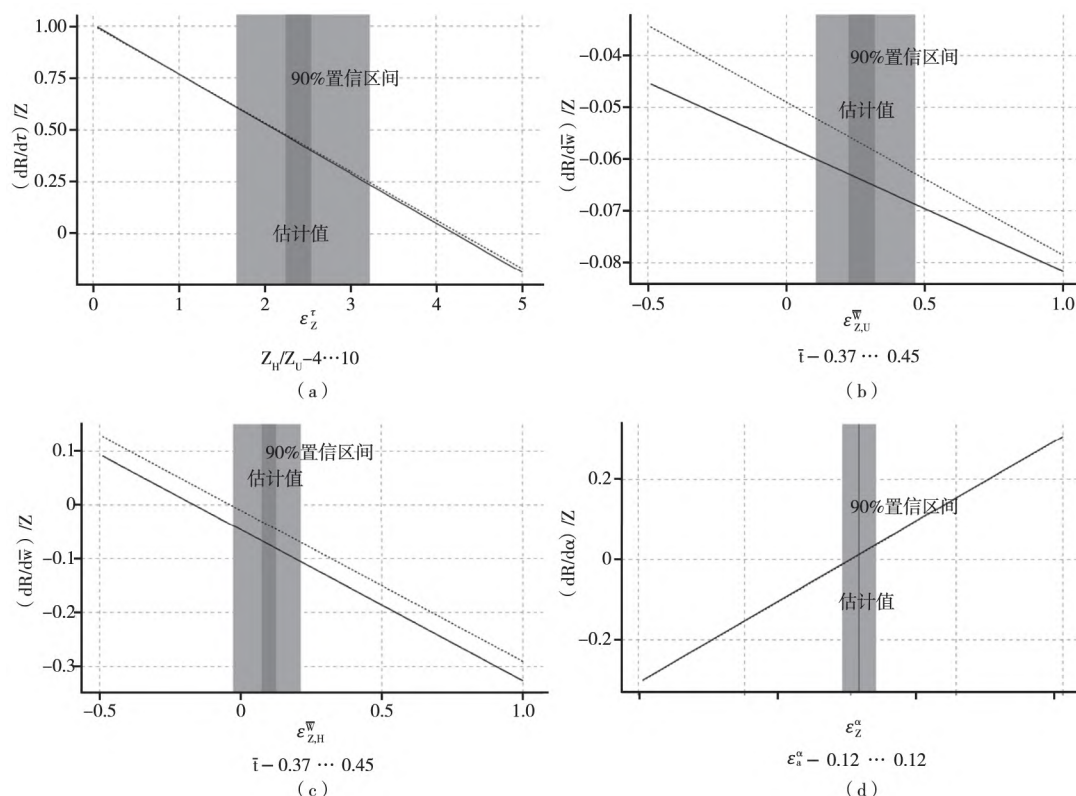 1.00
0.75
0.50
0.25
0
(dR/dτ)/Z
90%置信区间
估计值
0 1 2 3 4 5
ε_Z^τ
Z_H/Z_U-4…10
(a)
-0.04
-0.05
-0.06
-0.07
-0.08
(dR/dw̅)/Z
90%置信区间
估计值
-0.5 0 0.5 1.0
ε_{Z,U}^{w̅}
t̄-0.37 … 0.45
(b)
0.1
0
-0.1
-0.2
-0.3
(dR/dw̅)/Z
90%置信区间
估计值
-0.5 0 0.5 1.0
ε_{Z,H}^{w̅}
t̄-0.37 … 0.45
(c)
0.2
0
-0.2
(dR/dα)/Z
90%置信区间
估计值
ε_Z^α
ε_a^α- 0.12 … 0.12
(d)